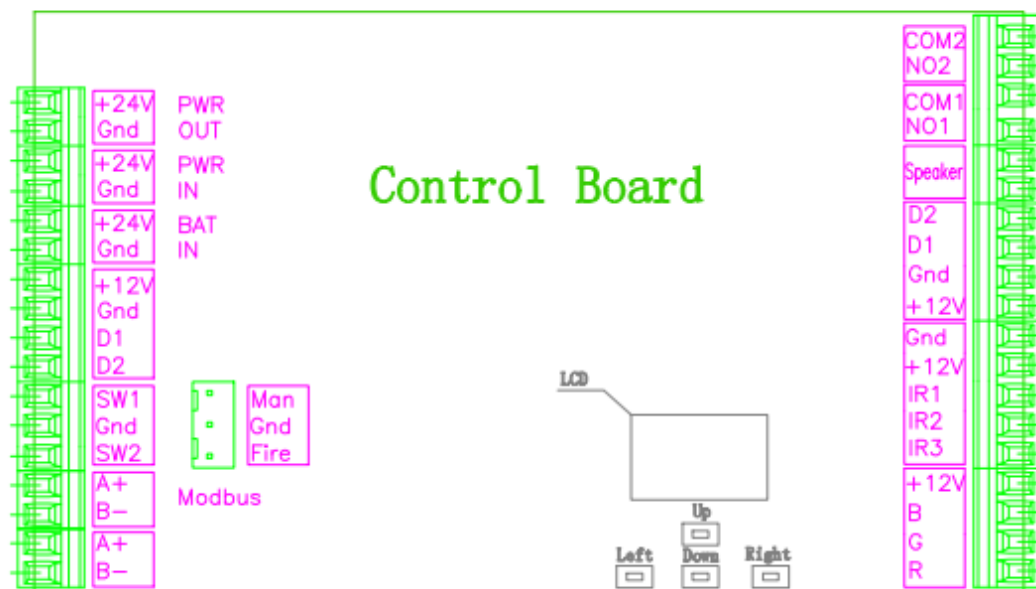 +24V PWR
Gnd OUT
+24V PWR
Gnd IN
+24V BAT
Gnd IN
+12V
Gnd
D1
D2
SW1
Gnd
SW2
A+
B-
Modbus
A+
B-
Man
Gnd
Fire
Control Board
LCD
Up
Left Down Right
COM2
NO2
COM1
NO1
Speaker
D2
D1
Gnd
+12V
Gnd
+12V
IR1
IR2
IR3
+12V
B
G
R